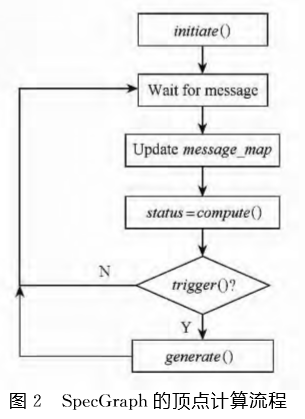 initiate()
Wait for message
Update message_map
status=compute()
trigger()?
N
Y
generate()
图 2 SpecGraph 的顶点计算流程